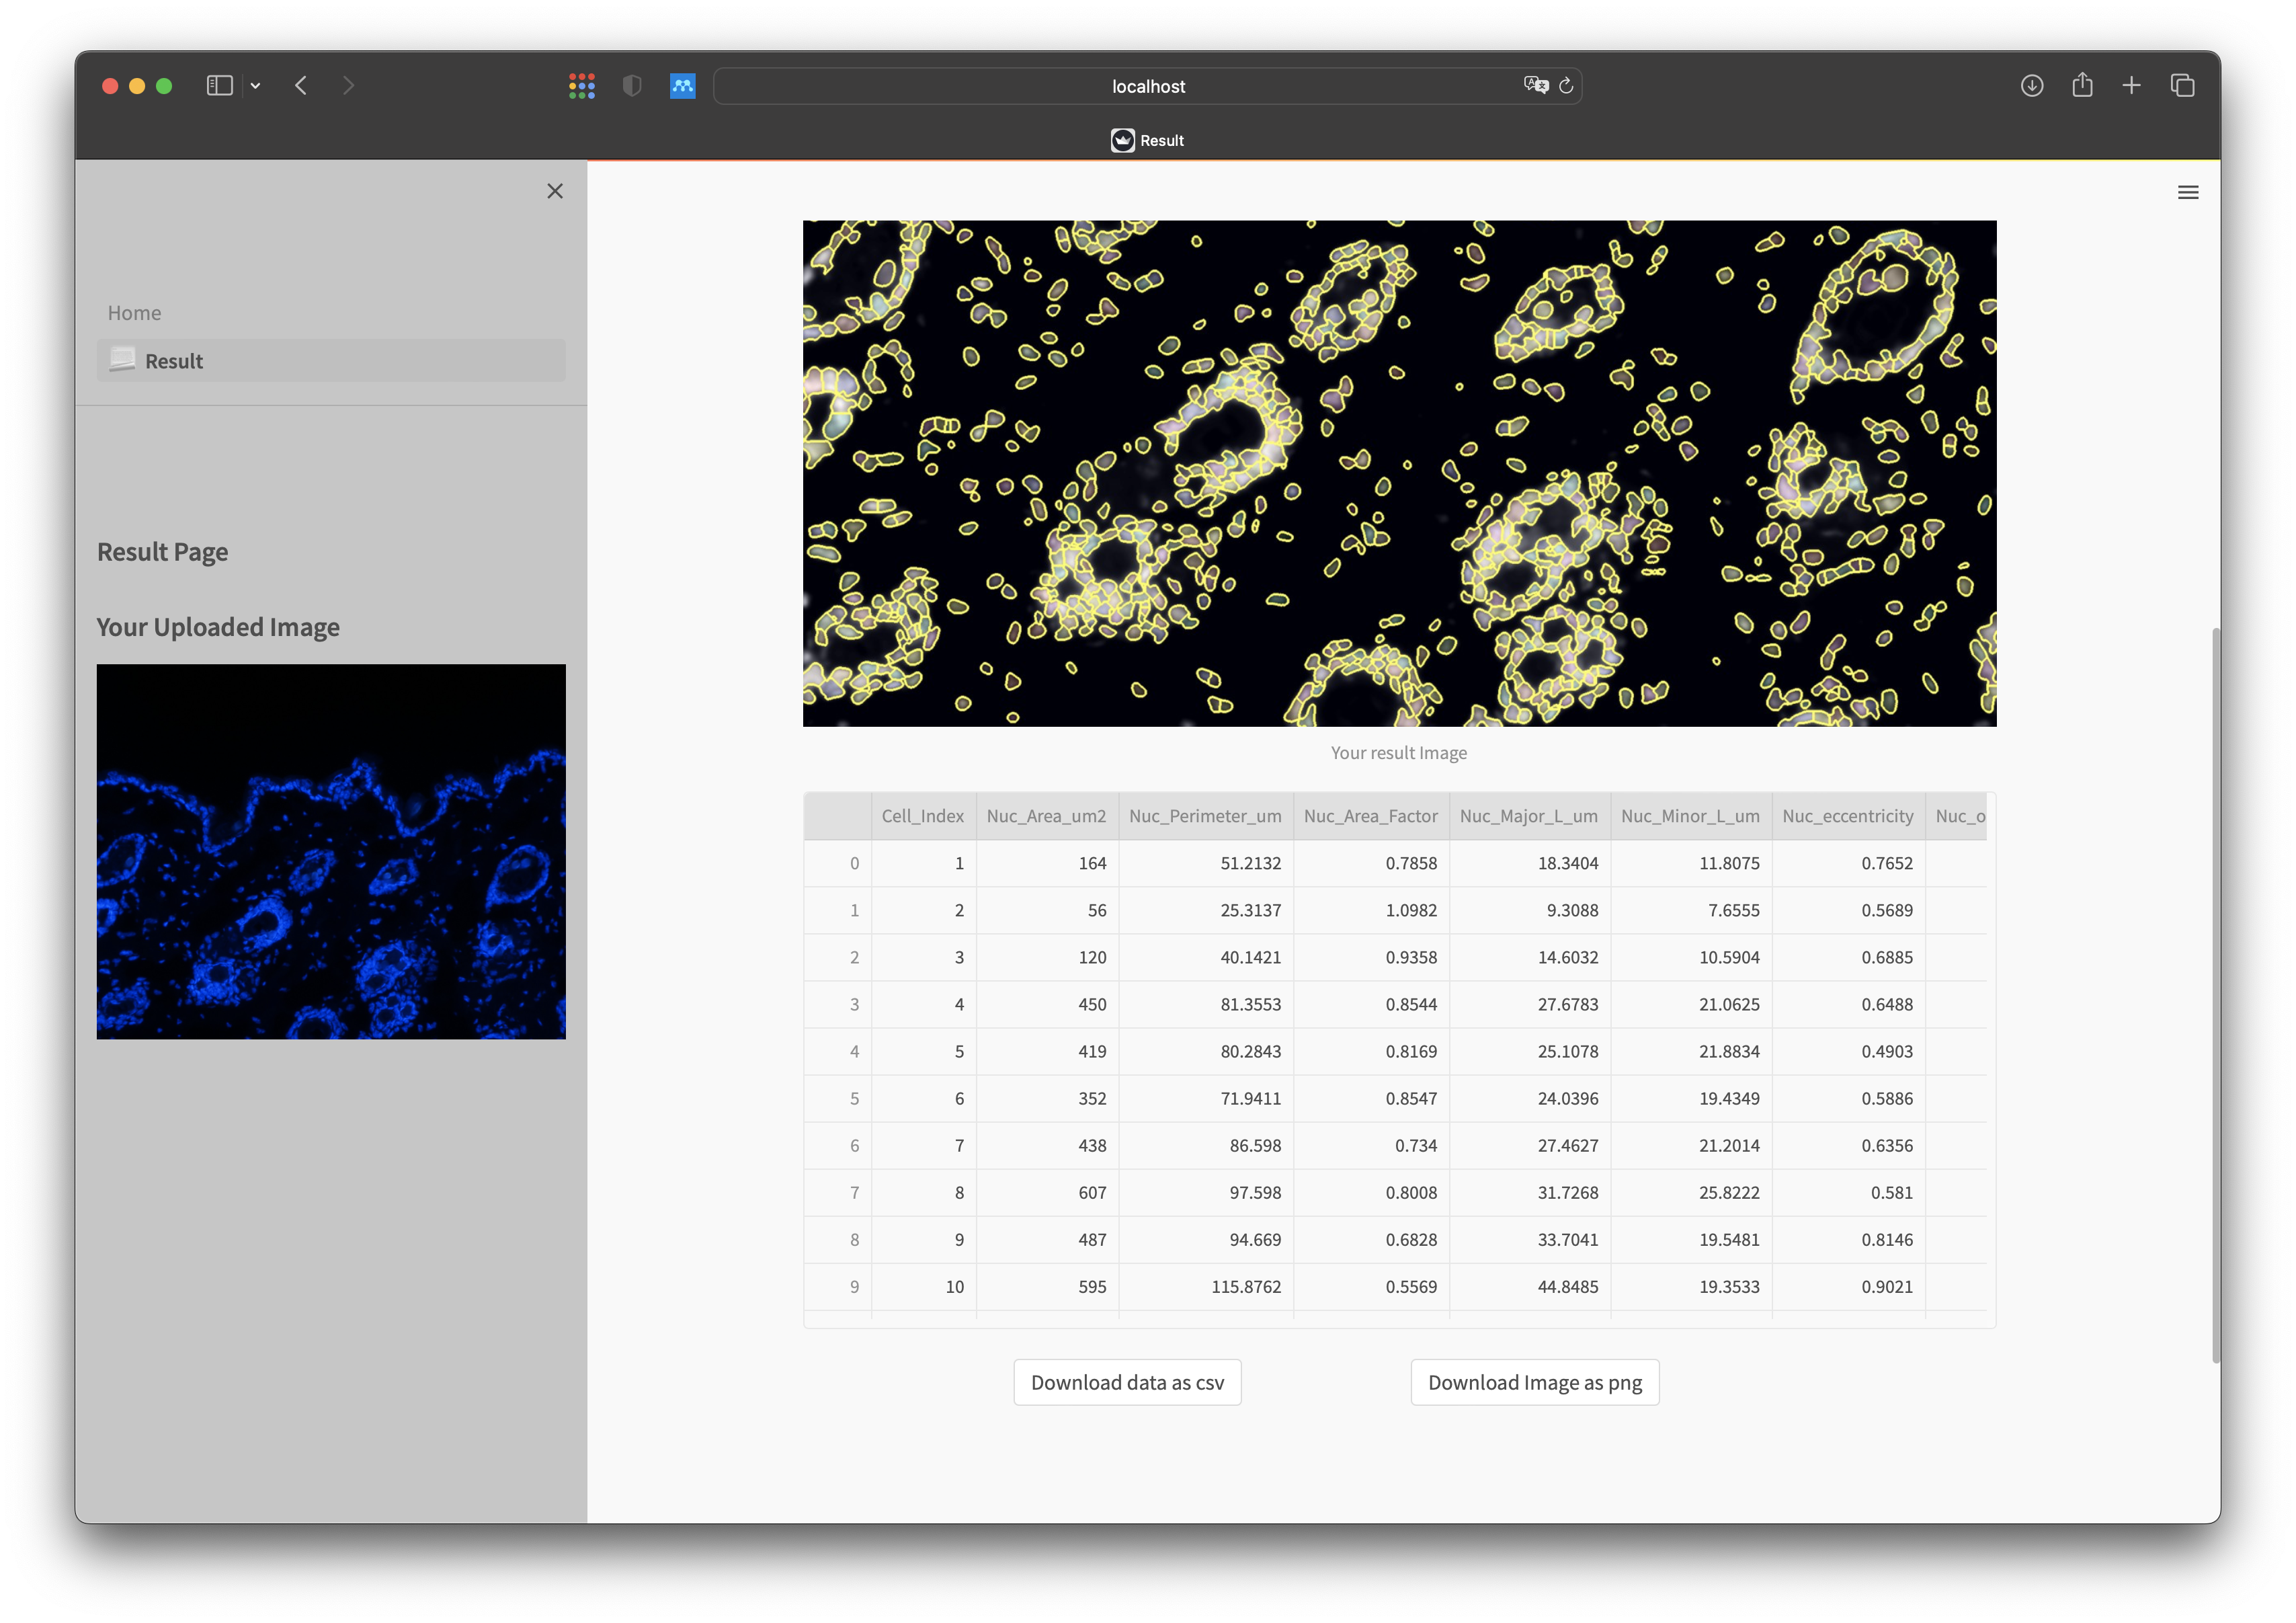 localhost
Result
Home
Result
Result Page
Your Uploaded Image
Your result Image
Cell_Index Nuc_Area_um2 Nuc_Perimeter_um Nuc_Area_Factor Nuc_Major_L_um Nuc_Minor_L_um Nuc_eccentricity Nuc_o
0 1 164 51.2132 0.7858 18.3404 11.8075 0.7652
1 2 56 25.3137 1.0982 9.3088 7.6555 0.5689
2 3 120 40.1421 0.9358 14.6032 10.5904 0.6885
3 4 450 81.3553 0.8544 27.6783 21.0625 0.6488
4 5 419 80.2843 0.8169 25.1078 21.8834 0.4903
5 6 352 71.9411 0.8547 24.0396 19.4349 0.5886
6 7 438 86.598 0.734 27.4627 21.2014 0.6356
7 8 607 97.598 0.8008 31.7268 25.8222 0.581
8 9 487 94.669 0.6828 33.7041 19.5481 0.8146
9 10 595 115.8762 0.5569 44.8485 19.3533 0.9021
Download data as csv
Download Image as png